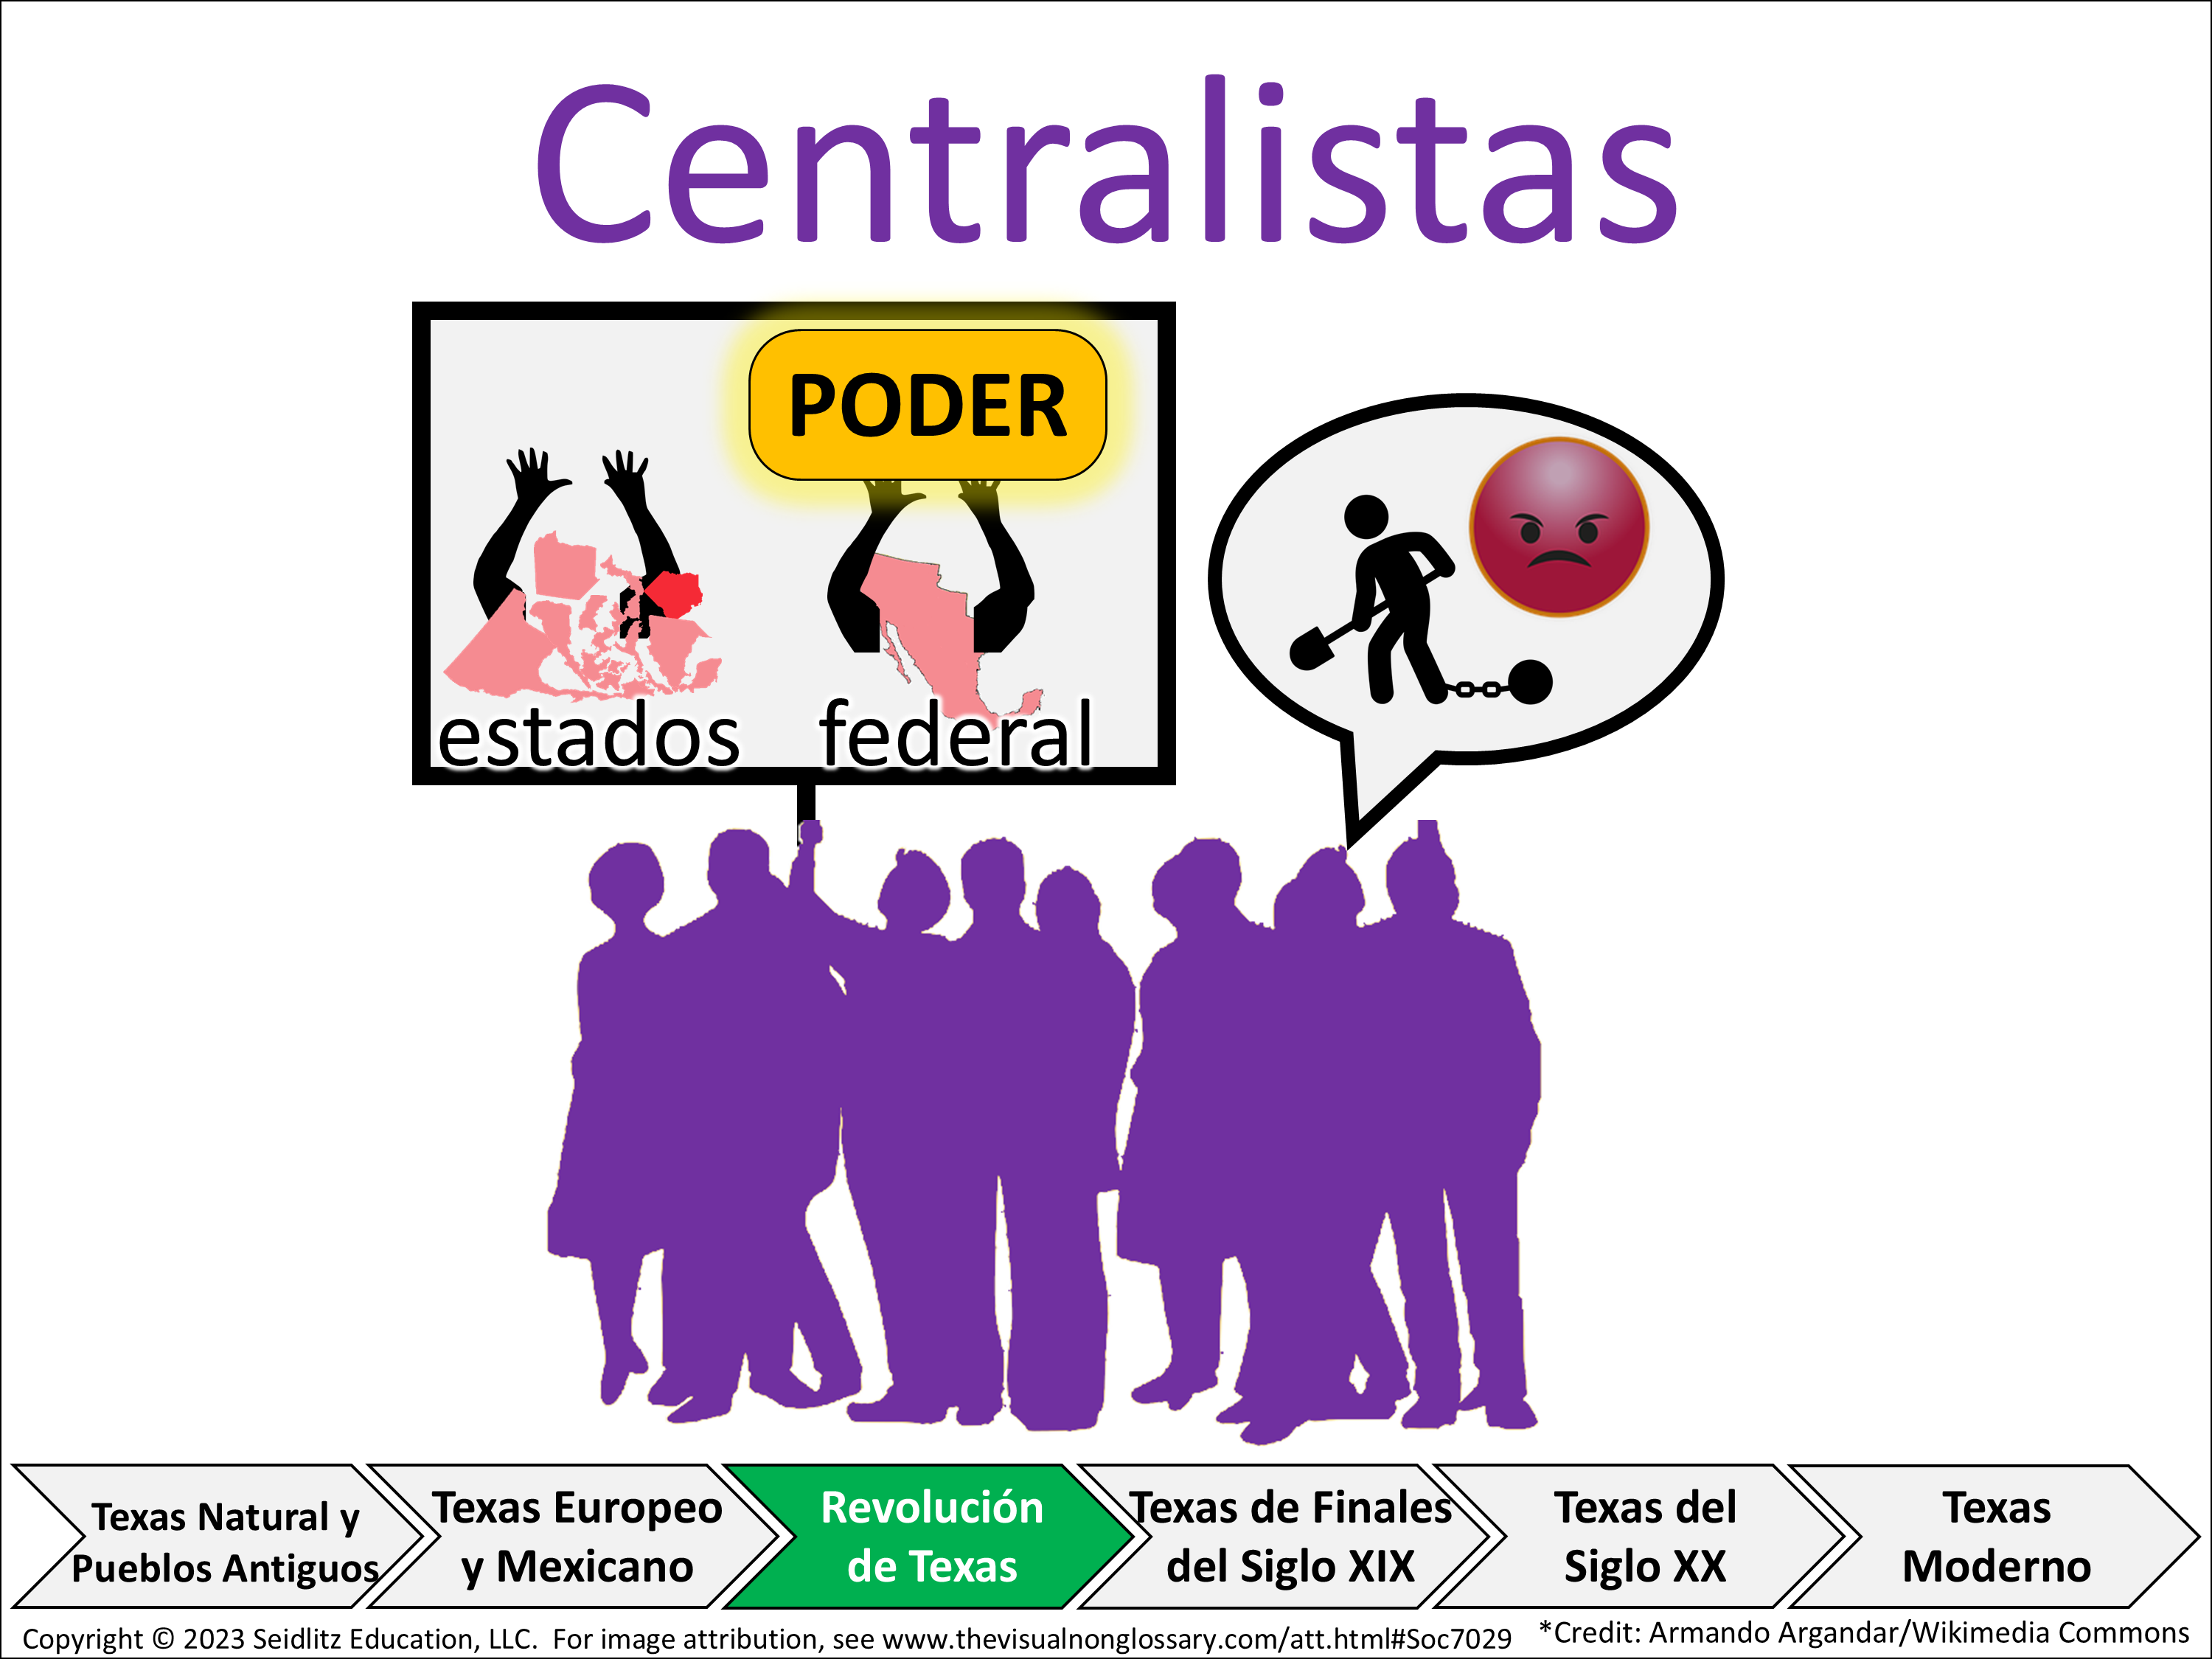 Centralistas
PODER
estados
federal
Texas Natural y
Pueblos Antiguos
Texas Europeo
y Mexicano
Revolución
de Texas
Texas de Finales
del Siglo XIX
Texas del
Siglo XX
Texas
Moderno
Copyright © 2023 Seidlitz Education, LLC.  For image attribution, see www.thevisualnonglossary.com/att.html#Soc7029
*Credit: Armando Argandar/Wikimedia Commons